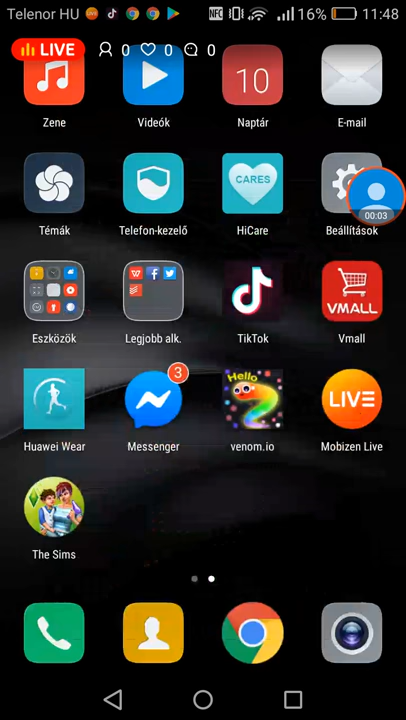 Telenor HU NFC 16% 11:48
LIVE 0 0 0
10
Zene Videók Naptár E-mail
CARES
00:03
Témák Telefon-kezelő HiCare Beállítások
VMALL
Eszközök Legjobb alk. TikTok Vmall
3
Hello
LIVE
Huawei Wear Messenger venom.io Mobizen Live
The Sims